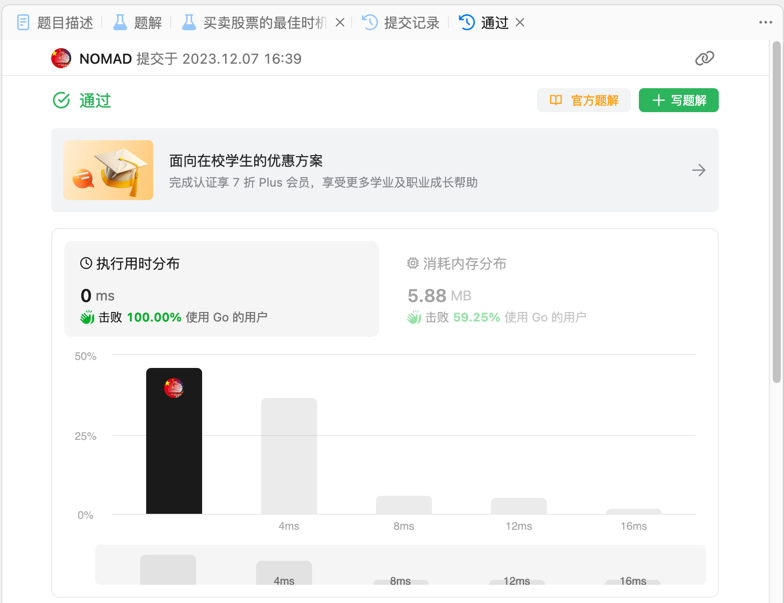 题目描述 题解 买卖股票的最佳时机 提交记录 通过
NOMAD 提交于 2023.12.07 16:39
通过 官方题解 写题解
面向在校学生的优惠方案
完成认证享 7 折 Plus 会员，享受更多学业及职业成长帮助
执行用时分布 消耗内存分布
0 ms 5.88 MB
击败 100.00% 使用 Go 的用户 击败 59.25% 使用 Go 的用户
50%
25%
0%
4ms 8ms 12ms 16ms
4ms 8ms 12ms 16ms